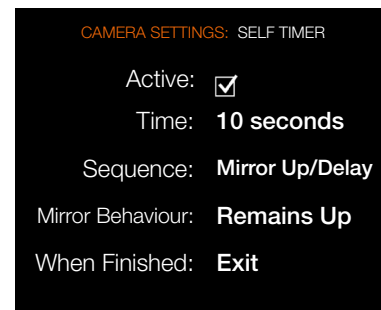 CAMERA SETTINGS: SELF TIMER
Active:
Time: 10 seconds
Sequence: Mirror Up/Delay
Mirror Behaviour: Remains Up
When Finished: Exit